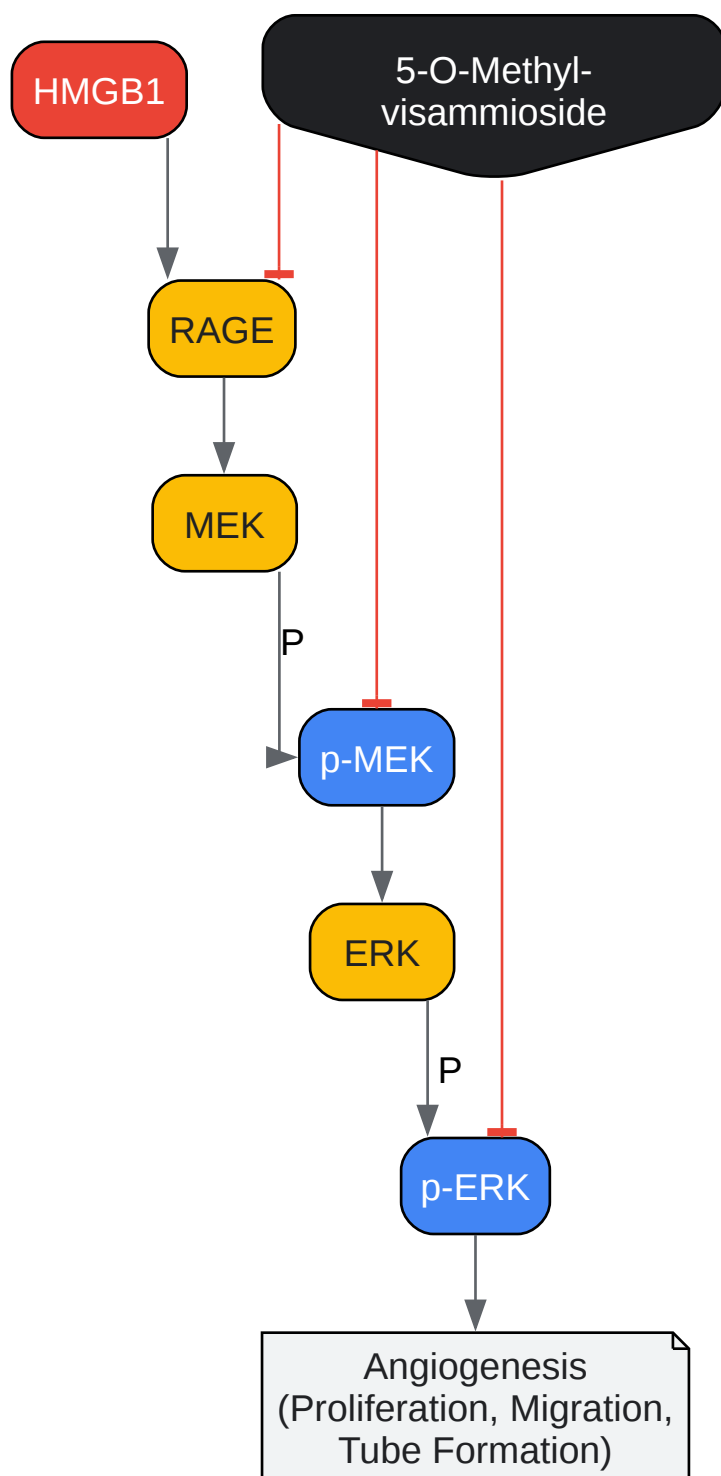 HMGB1
5-O-Methyl-
visammioside
RAGE
MEK
P
p-MEK
ERK
P
p-ERK
Angiogenesis
(Proliferation, Migration,
Tube Formation)